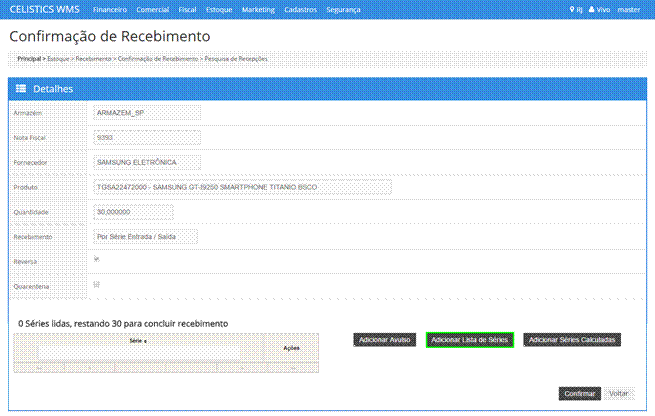 CELISTICS WMS Financeiro Comercial Fiscal Estoque Marketing Cadastros Segurança RJ Vivo master
Confirmação de Recebimento
Principal > Estoque > Recebimento > Confirmação de Recebimento > Pesquisa de Recepções
Detalhes
Armazém ARMAZEM_SP
Nota Fiscal 9393
Fornecedor SAMSUNG ELETRÔNICA
Produto TGSA22472000 - SAMSUNG GT-I9250 SMARTPHONE TITANIO BSCO
Quantidade 30,000000
Recebimento Por Série Entrada / Saída
Reversa
Quarentena
0 Séries lidas, restando 30 para concluir recebimento
Adicionar Avulso Adicionar Lista de Séries Adicionar Séries Calculadas
Série Ações
Confirmar Voltar